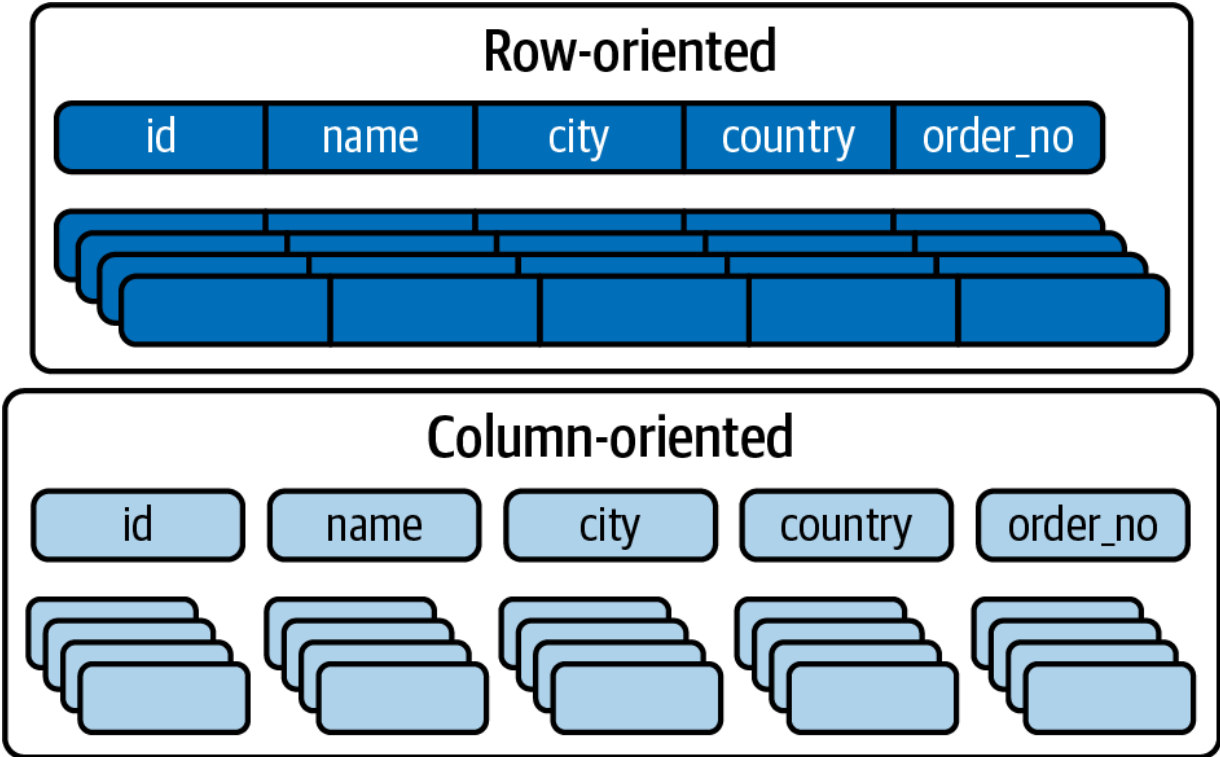 Row-oriented
id name city country order_no
Column-oriented
id name city country order_no